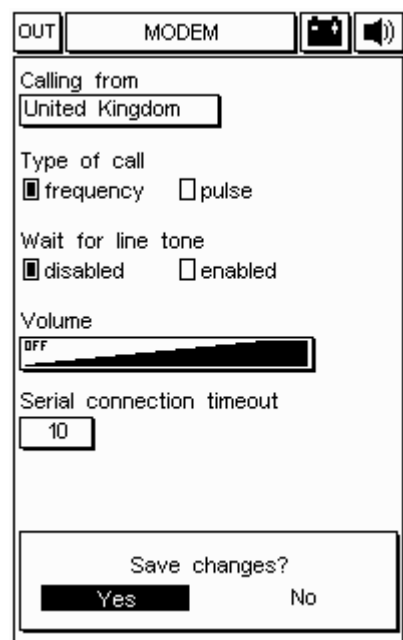 OUT MODEM
Calling from
United Kingdom
Type of call
frequency pulse
Wait for line tone
disabled enabled
Volume
OFF
Serial connection timeout
10
Save changes?
Yes No